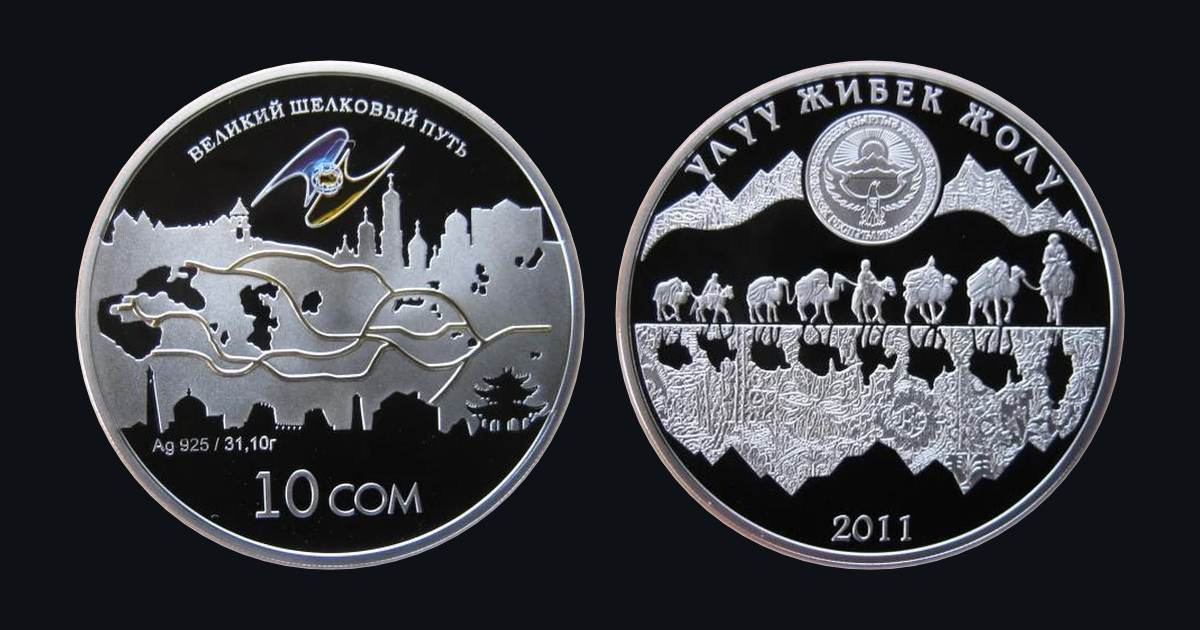 ВЕЛИКИЙ ШЕЛКОВЫЙ ПУТЬ
Ag 925 / 31,10г
10 СОМ
УЛУУ ЖИБЕК ЖОЛУ
2011